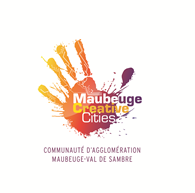 Maubeuge
Creative
Cities
COMMUNAUTÉ D'AGGLOMÉRATION
MAUBEUGE-VAL DE SAMBRE